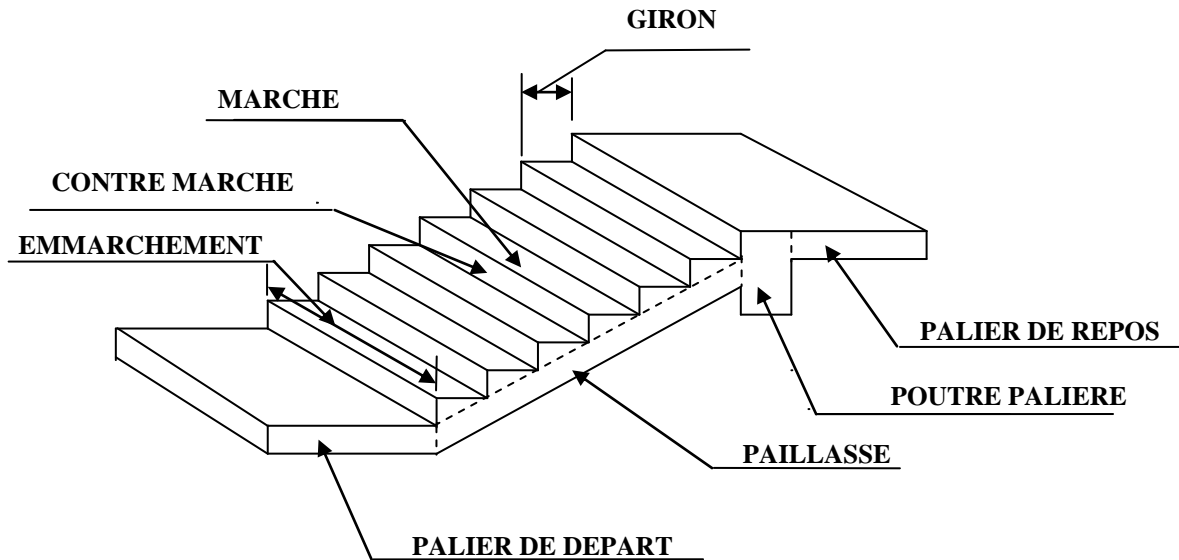 GIRON
MARCHE
CONTRE MARCHE
EMMARCHEMENT
PALIER DE REPOS
POUTRE PALIERE
PAILLASSE
PALIER DE DEPART